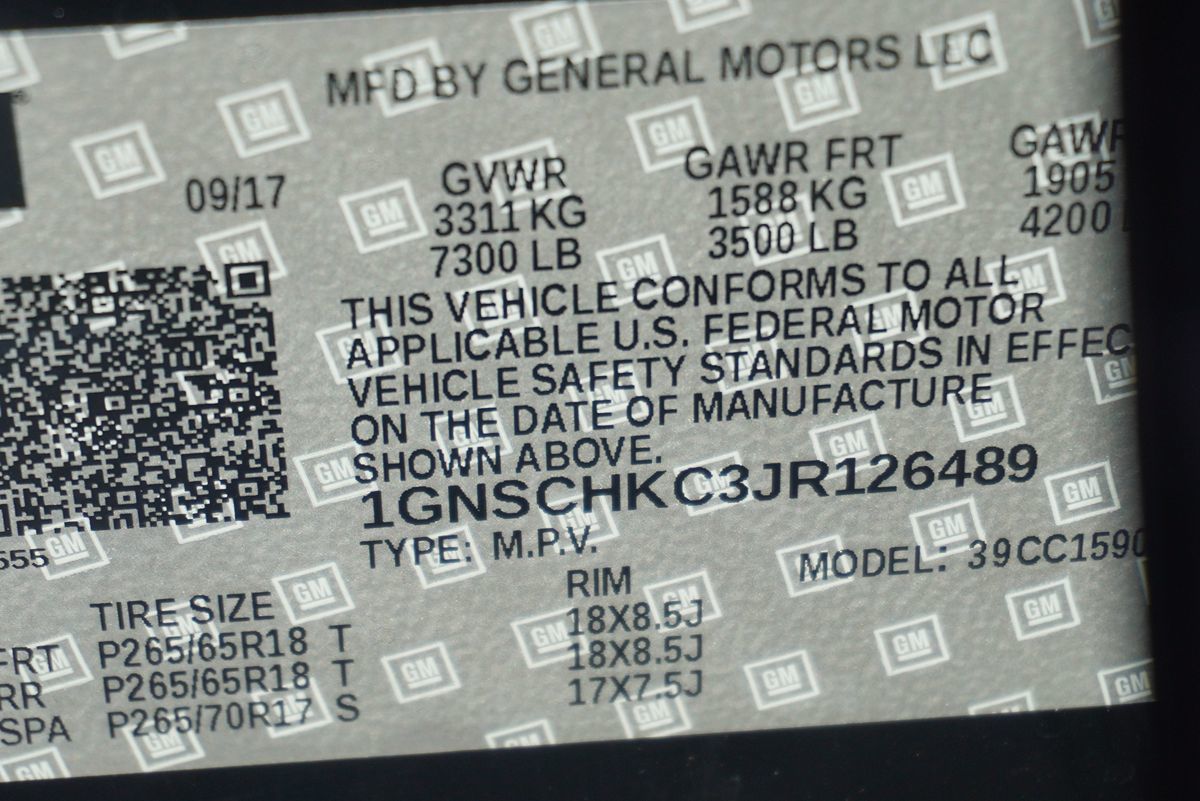 MFD BY GENERAL MOTORS LLC
09/17 GVWR GAWR FRT GAWR
3311 KG 1588 KG 1905
7300 LB 3500 LB 4200
THIS VEHICLE CONFORMS TO ALL
APPLICABLE U.S. FEDERAL MOTOR
VEHICLE SAFETY STANDARDS IN EFFEC
ON THE DATE OF MANUFACTURE
SHOWN ABOVE.
1GNSCHKC3JR126489
555
TYPE: M.P.V. MODEL: 39CC1590
TIRE SIZE RIM
FRT P265/65R18 T 18X8.5J
RR P265/65R18 T 18X8.5J
SPA P265/70R17 S 17X7.5J